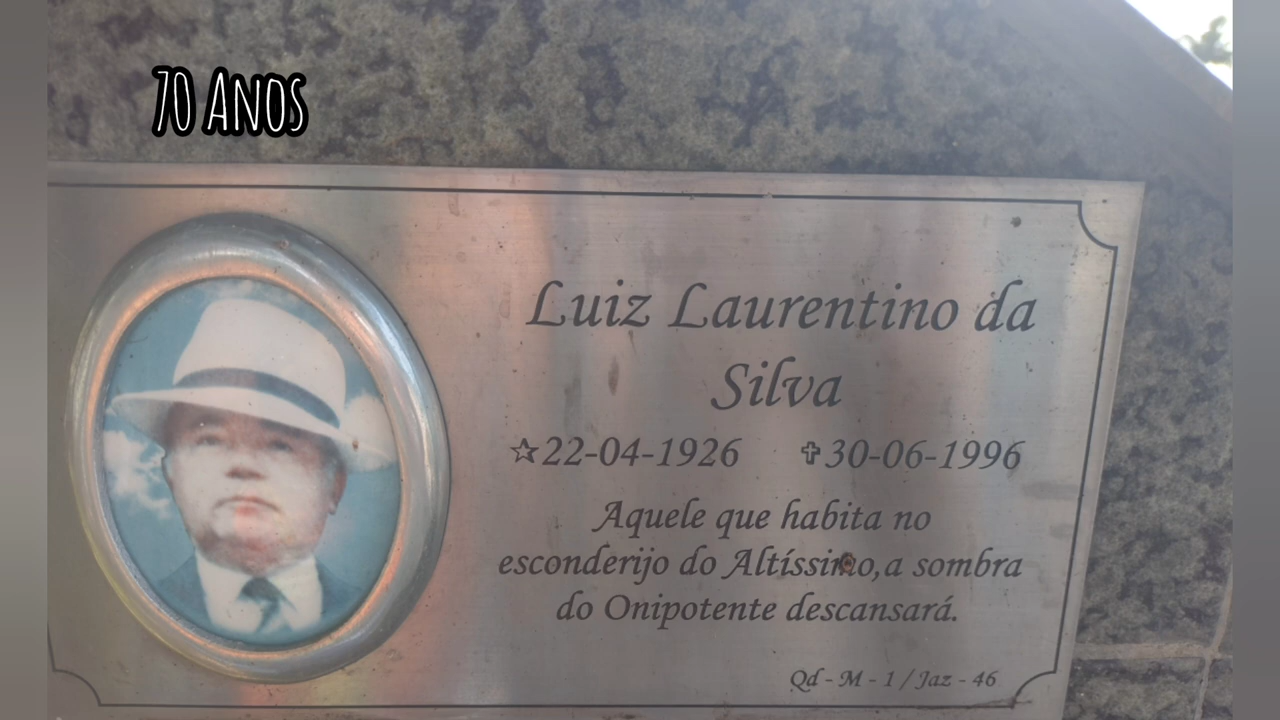 70 Anos
Luiz Laurentino da
Silva
☆22-04-1926 ✞30-06-1996
Aquele que habita no
esconderijo do Altíssimo,a sombra
do Onipotente descansará.
Qd - M - 1 / Jaz - 46